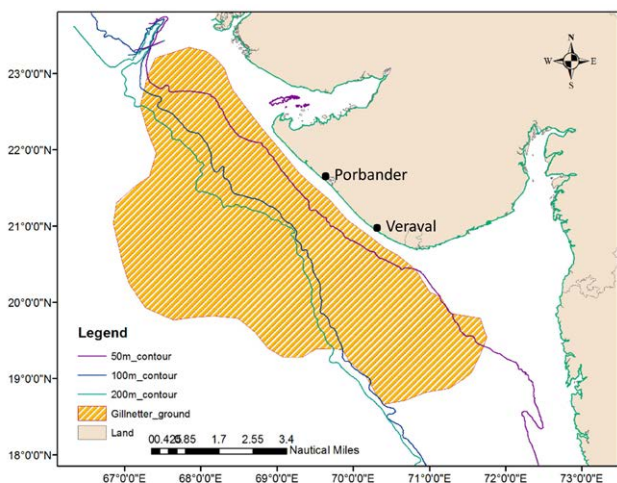 N
W E
S
23°0'0"N
22°0'0"N
21°0'0"N
20°0'0"N
19°0'0"N
18°0'0"N
Porbander
Veraval
Legend
50m_contour
100m_contour
200m_contour
Gillnetter_ground
Land
1.7 2.55 3.4
Nautical Miles
67°0'0"E 68°0'0"E 69°0'0"E 70°0'0"E 71°0'0"E 72°0'0"E 73°0'0"E